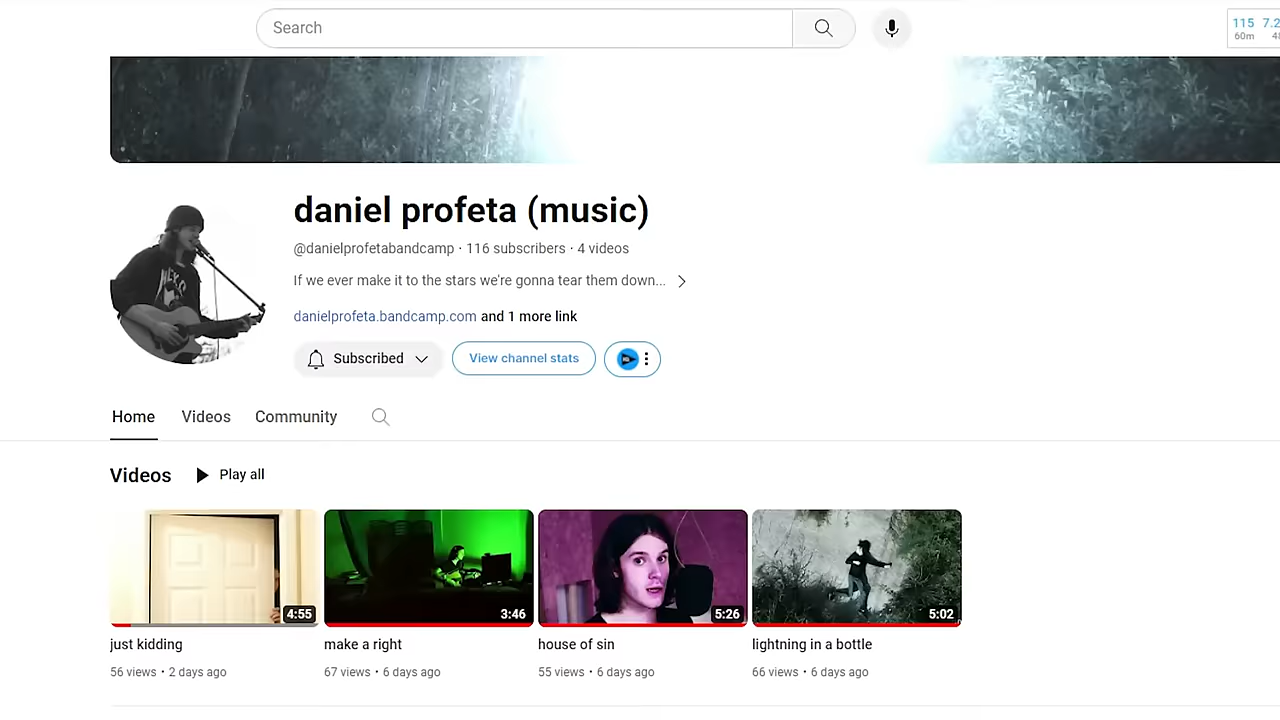 Search
115 7.2
60m 48
daniel profeta (music)
@danielprofetabandcamp · 116 subscribers · 4 videos
If we ever make it to the stars we're gonna tear them down...
danielprofeta.bandcamp.com and 1 more link
Subscribed View channel stats
Home Videos Community
Videos Play all
4:55 3:46 5:26 5:02
just kidding make a right house of sin lightning in a bottle
56 views • 2 days ago 67 views • 6 days ago 55 views • 6 days ago 66 views • 6 days ago